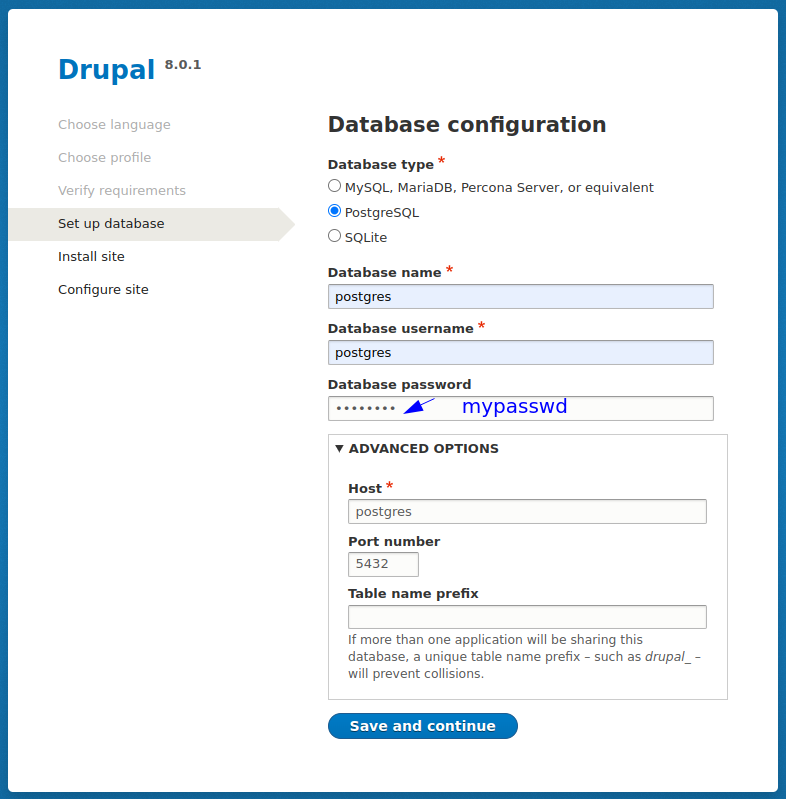 Drupal 8.0.1
Choose language
Choose profile
Verify requirements
Set up database
Install site
Configure site
Database configuration
Database type *
MySQL, MariaDB, Percona Server, or equivalent
PostgreSQL
SQLite
Database name *
postgres
Database username *
postgres
Database password
•••••••• mypasswd
▼ ADVANCED OPTIONS
Host *
postgres
Port number
5432
Table name prefix
If more than one application will be sharing this
database, a unique table name prefix – such as drupal_ –
will prevent collisions.
Save and continue